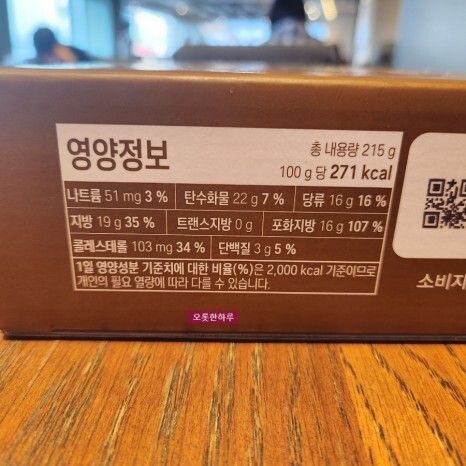 영양정보
총 내용량 215 g
100 g 당 271 kcal
나트륨 51 mg 3 % 탄수화물 22 g 7 % 당류 16 g 16 %
지방 19 g 35 % 트랜스지방 0 g 포화지방 16 g 107 %
콜레스테롤 103 mg 34 % 단백질 3 g 5 %
1일 영양성분 기준치에 대한 비율(%)은 2,000 kcal 기준이므로
개인의 필요 열량에 따라 다를 수 있습니다.
소비지
오롯한하루